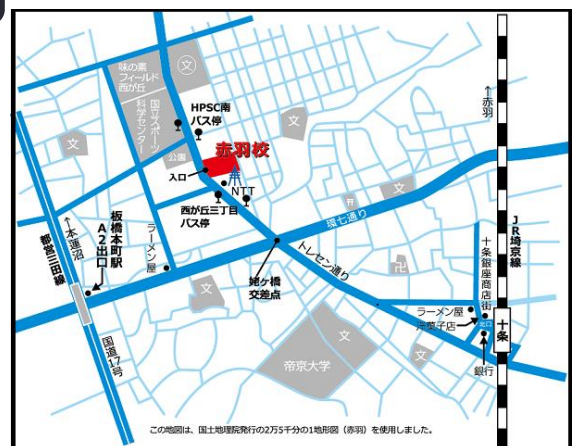 味の素
フィールド
西が丘
文
国立スポーツ
科学センター
HPSC南
バス停
公園
赤羽校
入口
NTT
西が丘三丁目
バス停
文
文
文
↑赤羽
JR埼京線
環七通り
トレセン通り
姥ヶ橋
交差点
ラーメン屋
板橋本町駅
A2出口
↑本蓮沼
都営三田線
国道17号
文
文
帝京大学
文
卍
十条銀座商店街
ラーメン屋
洋菓子店
北口
十条
銀行
この地図は、国土地理院発行の2万5千分の1地形図（赤羽）を使用しました。